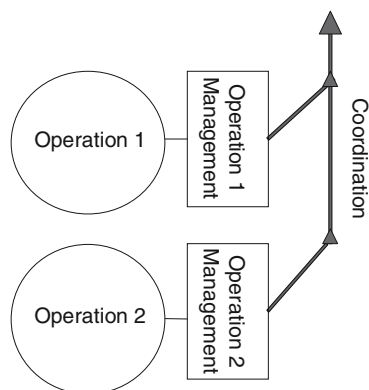 Operation 1
Operation 1
Management
Coordination
Operation 2
Operation 2
Management